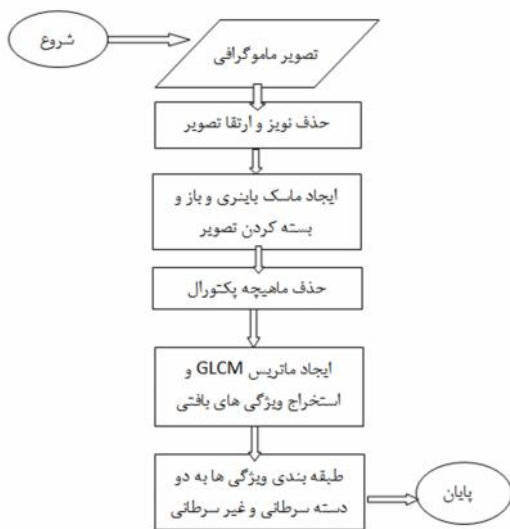 شروع
تصویر ماموگرافی
حذف نویز و ارتقا تصویر
ایجاد ماسک باینری و باز و
بسته کردن تصویر
حذف ماهیچه پکتورال
ایجاد ماتریس GLCM و
استخراج ویژگی های بافتی
طبقه بندی ویژگی ها به دو
دسته سرطانی و غیر سرطانی
پایان